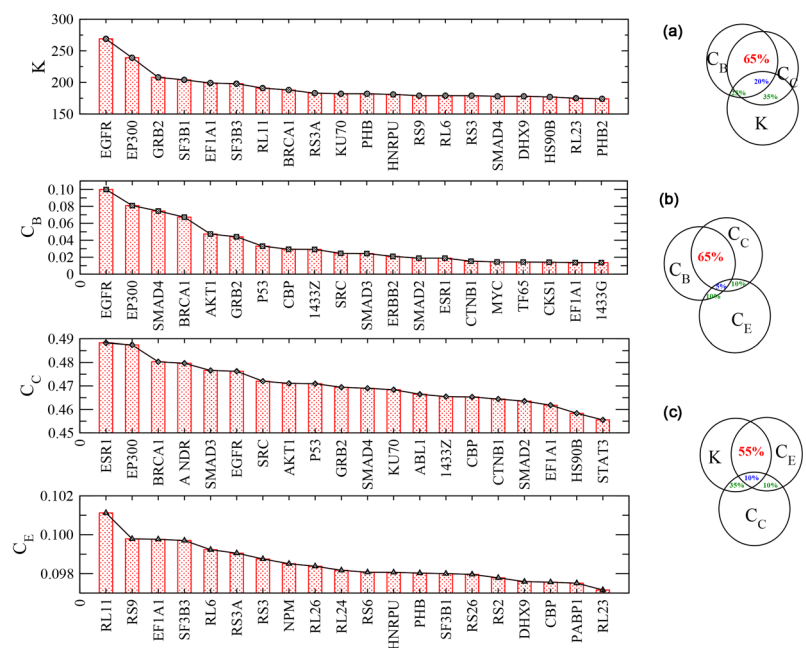 300
250
200
150
K
EGFR
EP300
GRB2
SF3B1
EF1A1
SF3B3
RL11
BRCA1
RS3A
KU70
PHB
HNRPU
RS9
RL6
RS3
SMAD4
DHX9
HS90B
RL23
PHB2
0.10
0.08
0.06
0.04
0.02
0
0
C_B
EGFR
EP300
SMAD4
BRCA1
AKT1
GRB2
P53
CBP
1433Z
SRC
SMAD3
ERBB2
SMAD2
ESR1
CTNB1
MYC
TF65
CKS1
EF1A1
1433G
0.49
0.48
0.47
0.46
0.45
0
C_C
ESR1
EP300
BRCA1
A NDR
SMAD3
EGFR
SRC
AKT1
P53
GRB2
SMAD4
KU70
ABL1
1433Z
CBP
CTNB1
SMAD2
EF1A1
HS90B
STAT3
0.102
0.100
0.098
0
C_E
RL11
RS9
EF1A1
SF3B3
RL6
RS3A
RS3
NPM
RL26
RL24
RS6
HNRPU
PHB
SF3B1
RS26
RS2
DHX9
CBP
PABP1
RL23
(a)
C_B
65%
C_C
20%
25%
35%
K
(b)
C_C
65%
C_B
5%
10%
10%
C_E
(c)
K
55%
C_E
10%
35%
10%
C_C